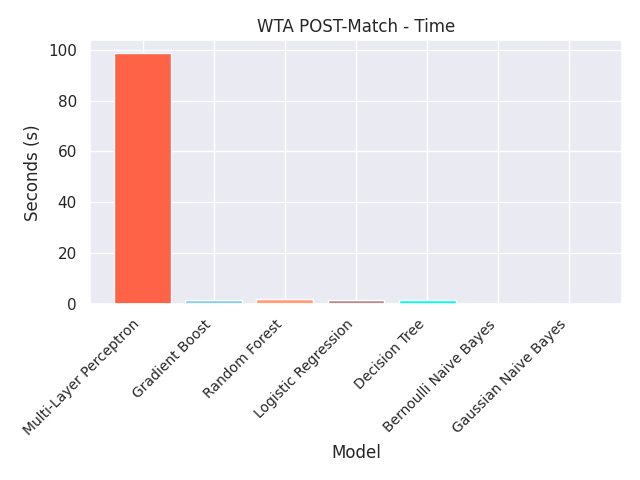 WTA POST-Match - Time
Seconds (s)
100
80
60
40
20
0
Multi-Layer Perceptron
Gradient Boost
Random Forest
Logistic Regression
Decision Tree
Bernoulli Naive Bayes
Gaussian Naive Bayes
Model